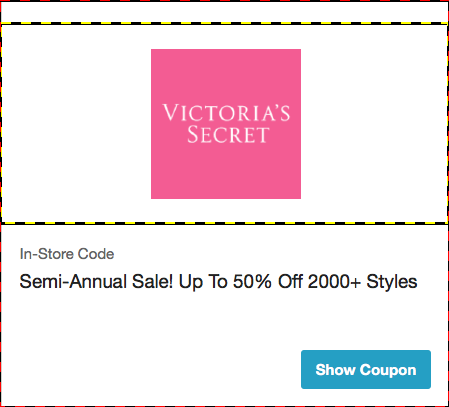 VICTORIA'S
SECRET
In-Store Code
Semi-Annual Sale! Up To 50% Off 2000+ Styles
Show Coupon